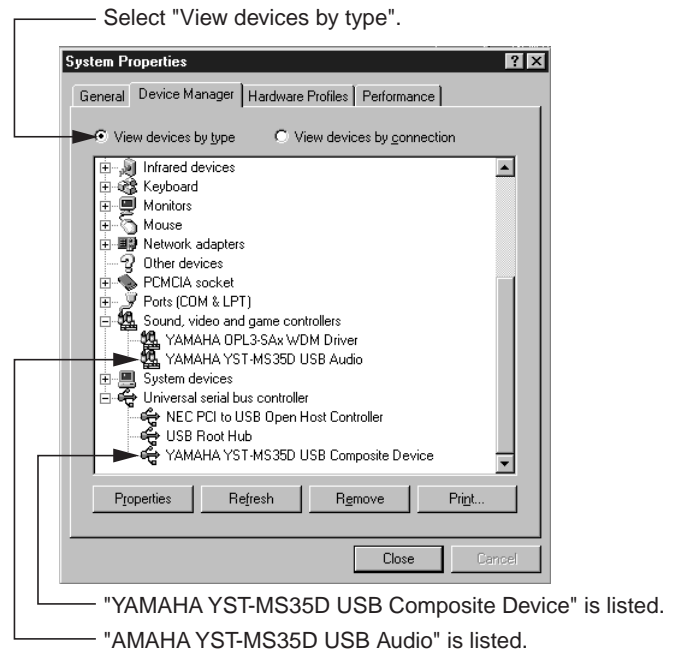 Select "View devices by type".
System Properties
General Device Manager Hardware Profiles Performance
View devices by type View devices by connection
Infrared devices
Keyboard
Monitors
Mouse
Network adapters
Other devices
PCMCIA socket
Ports (COM & LPT)
Sound, video and game controllers
YAMAHA OPL3-SAx WDM Driver
YAMAHA YST-MS35D USB Audio
System devices
Universal serial bus controller
NEC PCI to USB Open Host Controller
USB Root Hub
YAMAHA YST-MS35D USB Composite Device
Properties Refresh Remove Print...
Close Cancel
"YAMAHA YST-MS35D USB Composite Device" is listed.
"AMAHA YST-MS35D USB Audio" is listed.